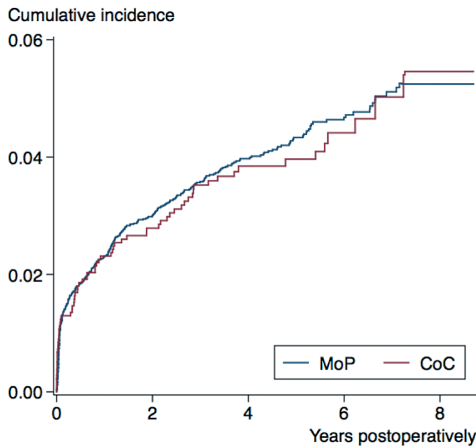 Cumulative incidence
0.06
0.04
0.02
0.00
MoP CoC
0 2 4 6 8
Years postoperatively